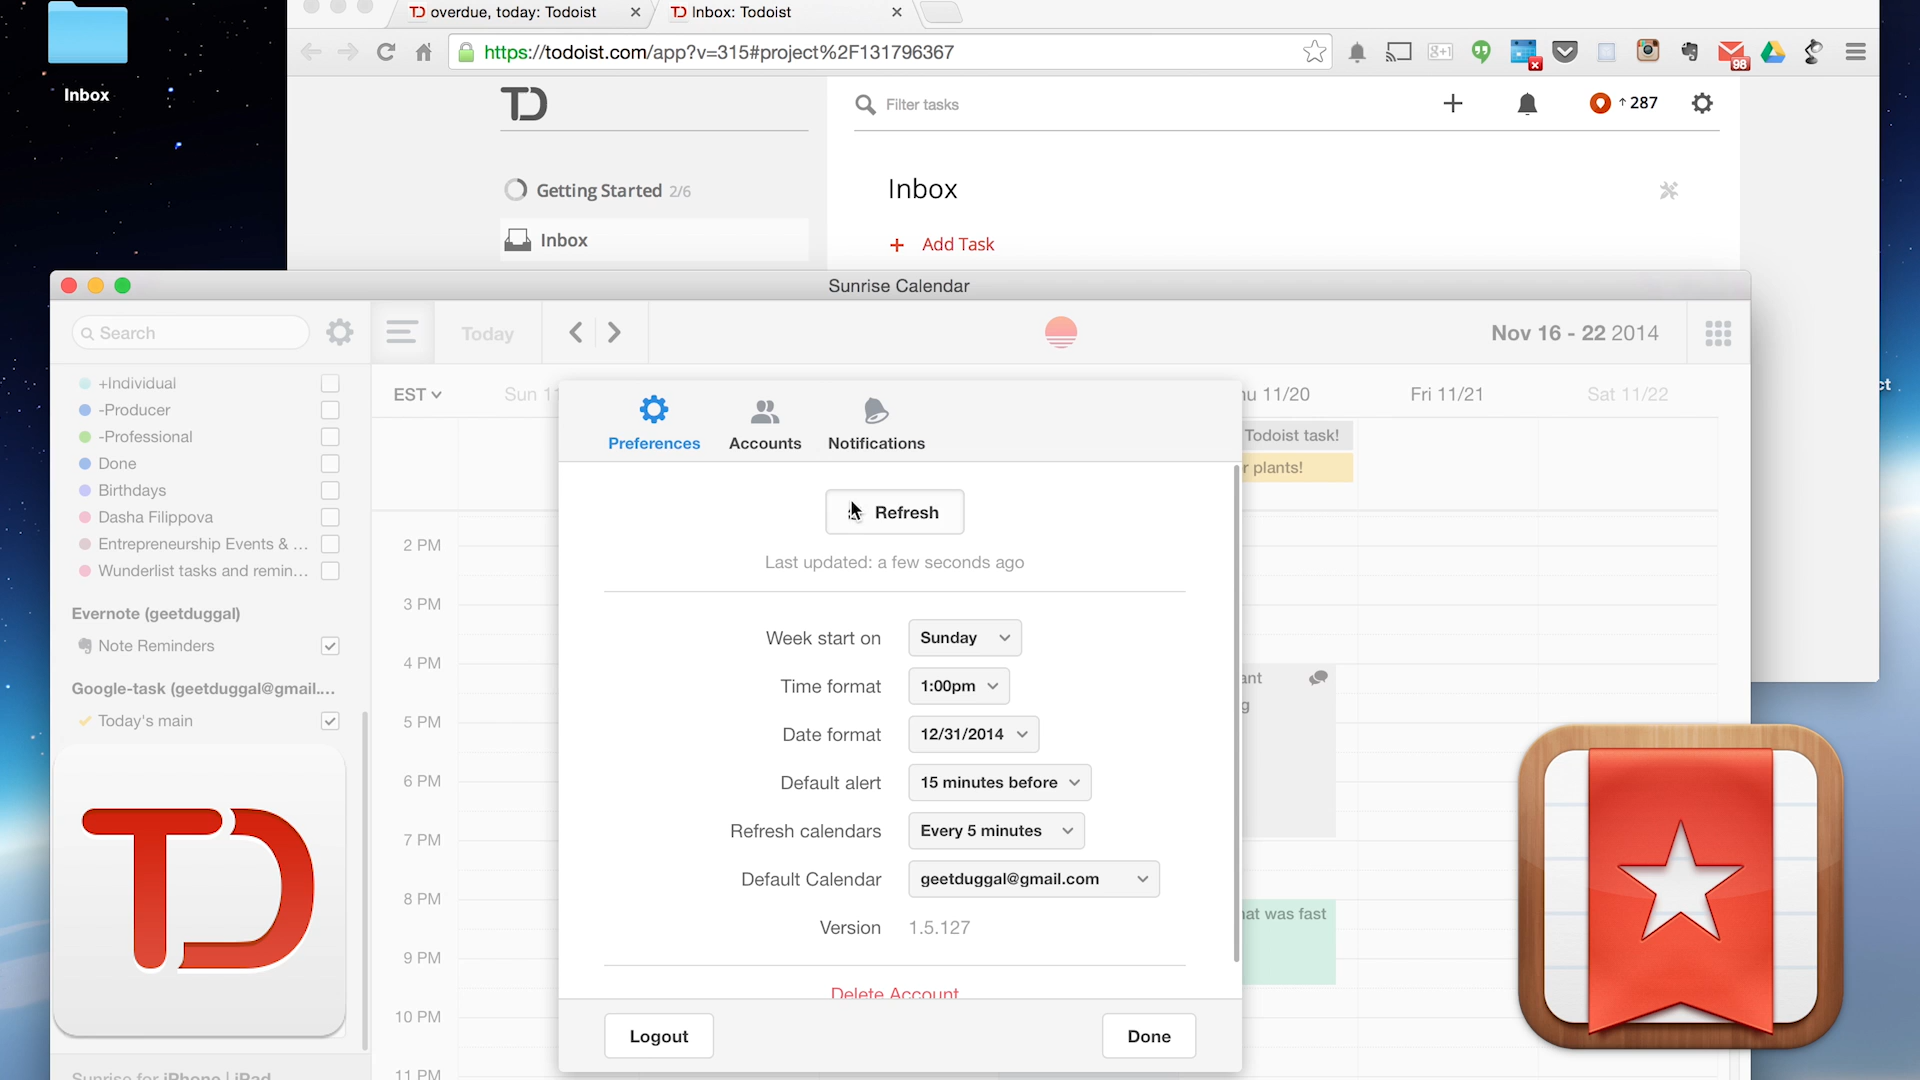 Inbox
overdue, today: Todoist
Inbox: Todoist
https://todoist.com/app?v=315#project%2F131796367
g+1
98
TD
Filter tasks
287
Getting Started 2/6
Inbox
Inbox
+ Add Task
Sunrise Calendar
Search
Today
Nov 16 - 22 2014
+Individual
-Producer
-Professional
Done
Birthdays
Dasha Filippova
Entrepreneurship Events & ...
Wunderlist tasks and remin...
Evernote (geetduggal)
Note Reminders
Google-task (geetduggal@gmail....
Today's main
TD
Sunrise for iPhone | iPad
EST
Sun 11
hu 11/20
Fri 11/21
Sat 11/22
Todoist task!
r plants!
2 PM
3 PM
4 PM
5 PM
6 PM
7 PM
8 PM
9 PM
10 PM
11 PM
ant
g
hat was fast
Preferences
Accounts
Notifications
Refresh
Last updated: a few seconds ago
Week start on Sunday
Time format 1:00pm
Date format 12/31/2014
Default alert 15 minutes before
Refresh calendars Every 5 minutes
Default Calendar geetduggal@gmail.com
Version 1.5.127
Delete Account
Logout
Done
ct